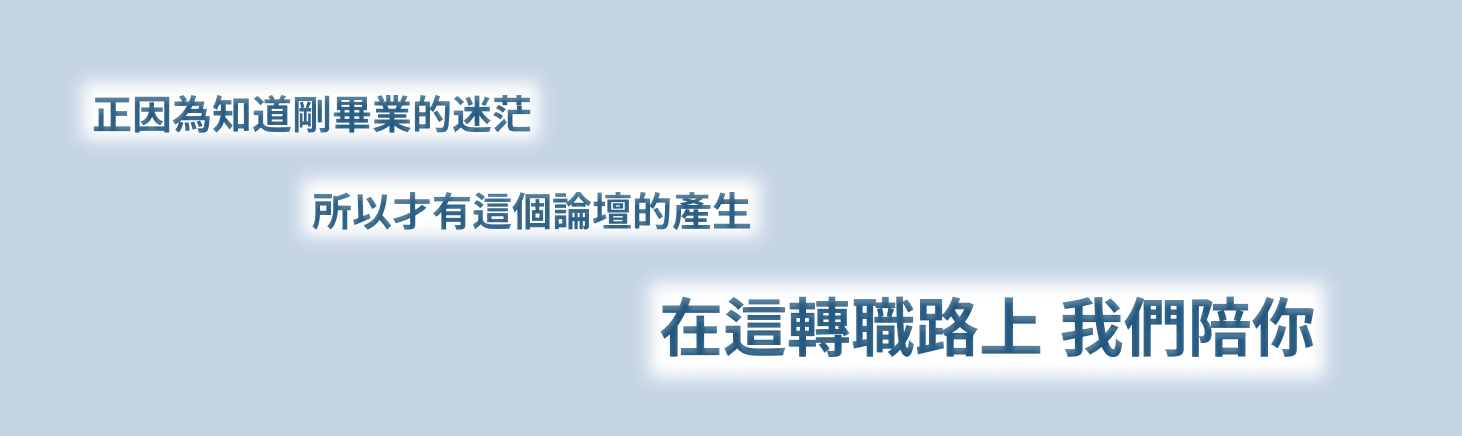 正因為知道剛畢業的迷茫
所以才有這個論壇的產生
在這轉職路上 我們陪你